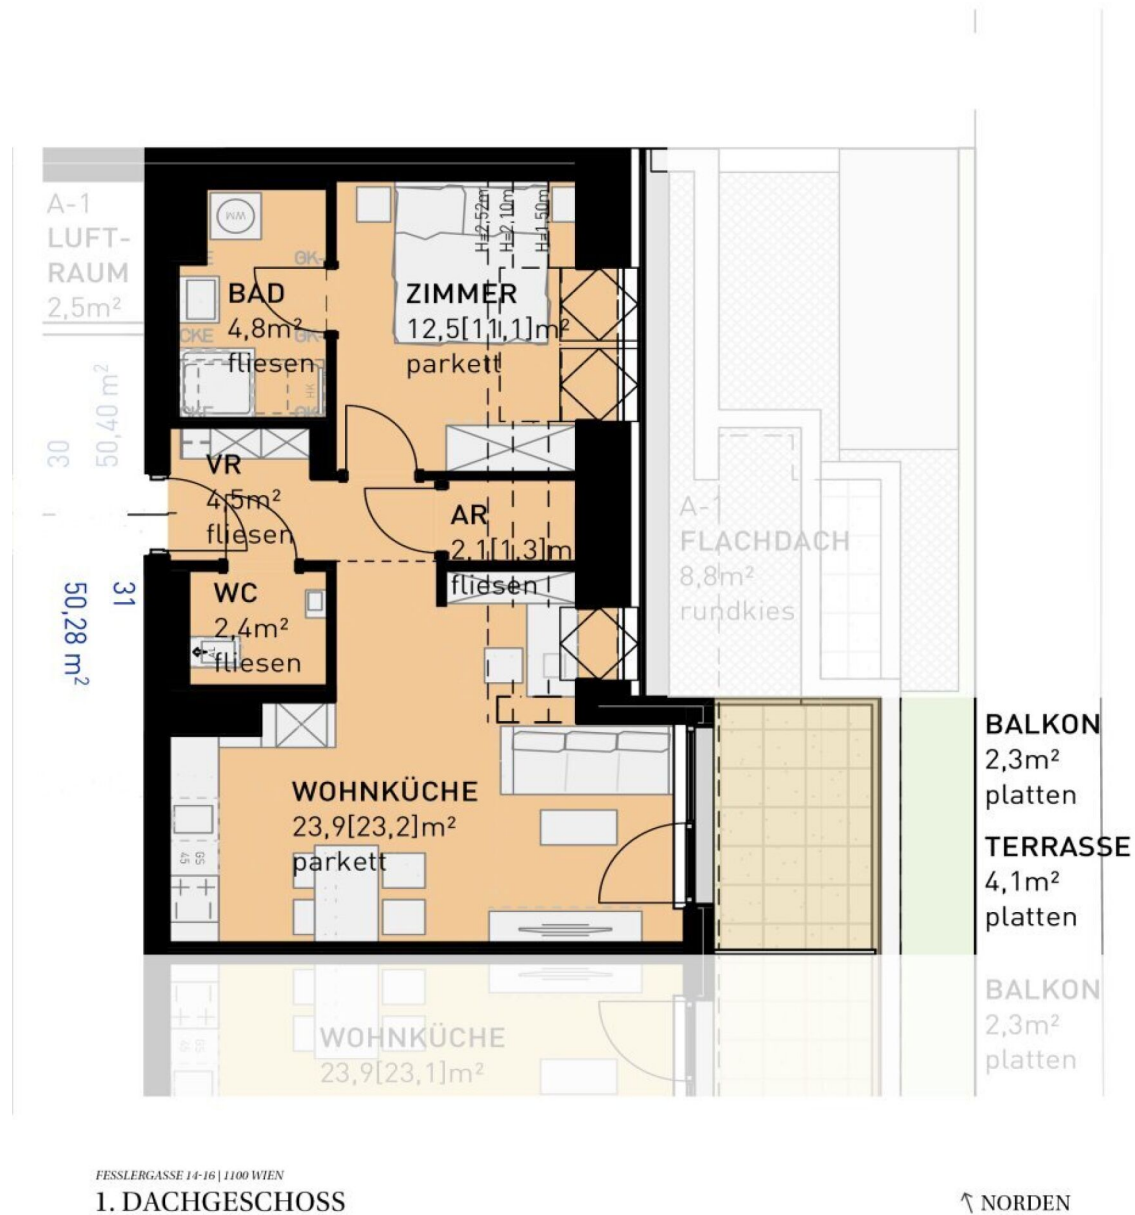 A-1
LUFT-
RAUM
2,5m²
WM
BAD
4,8m²
fliesen
HK
H=2,52m
H=2,10m
H=1,50m
ZIMMER
12,5[11,1]m²
parkett
30
50,40 m²
VR
4,5m²
fliesen
AR
2,1[1,3]m
fliesen
A-1
FLACHDACH
8,8m²
rundkies
31
50,28 m²
WC
2,4m²
fliesen
BALKON
2,3m²
platten
TERRASSE
4,1m²
platten
WOHNKÜCHE
23,9[23,2]m²
parkett
GS
45
WOHNKÜCHE
23,9[23,1]m²
BALKON
2,3m²
platten
FESSLERGASSE 14-16 | 1100 WIEN
1. DACHGESCHOSS
NORDEN